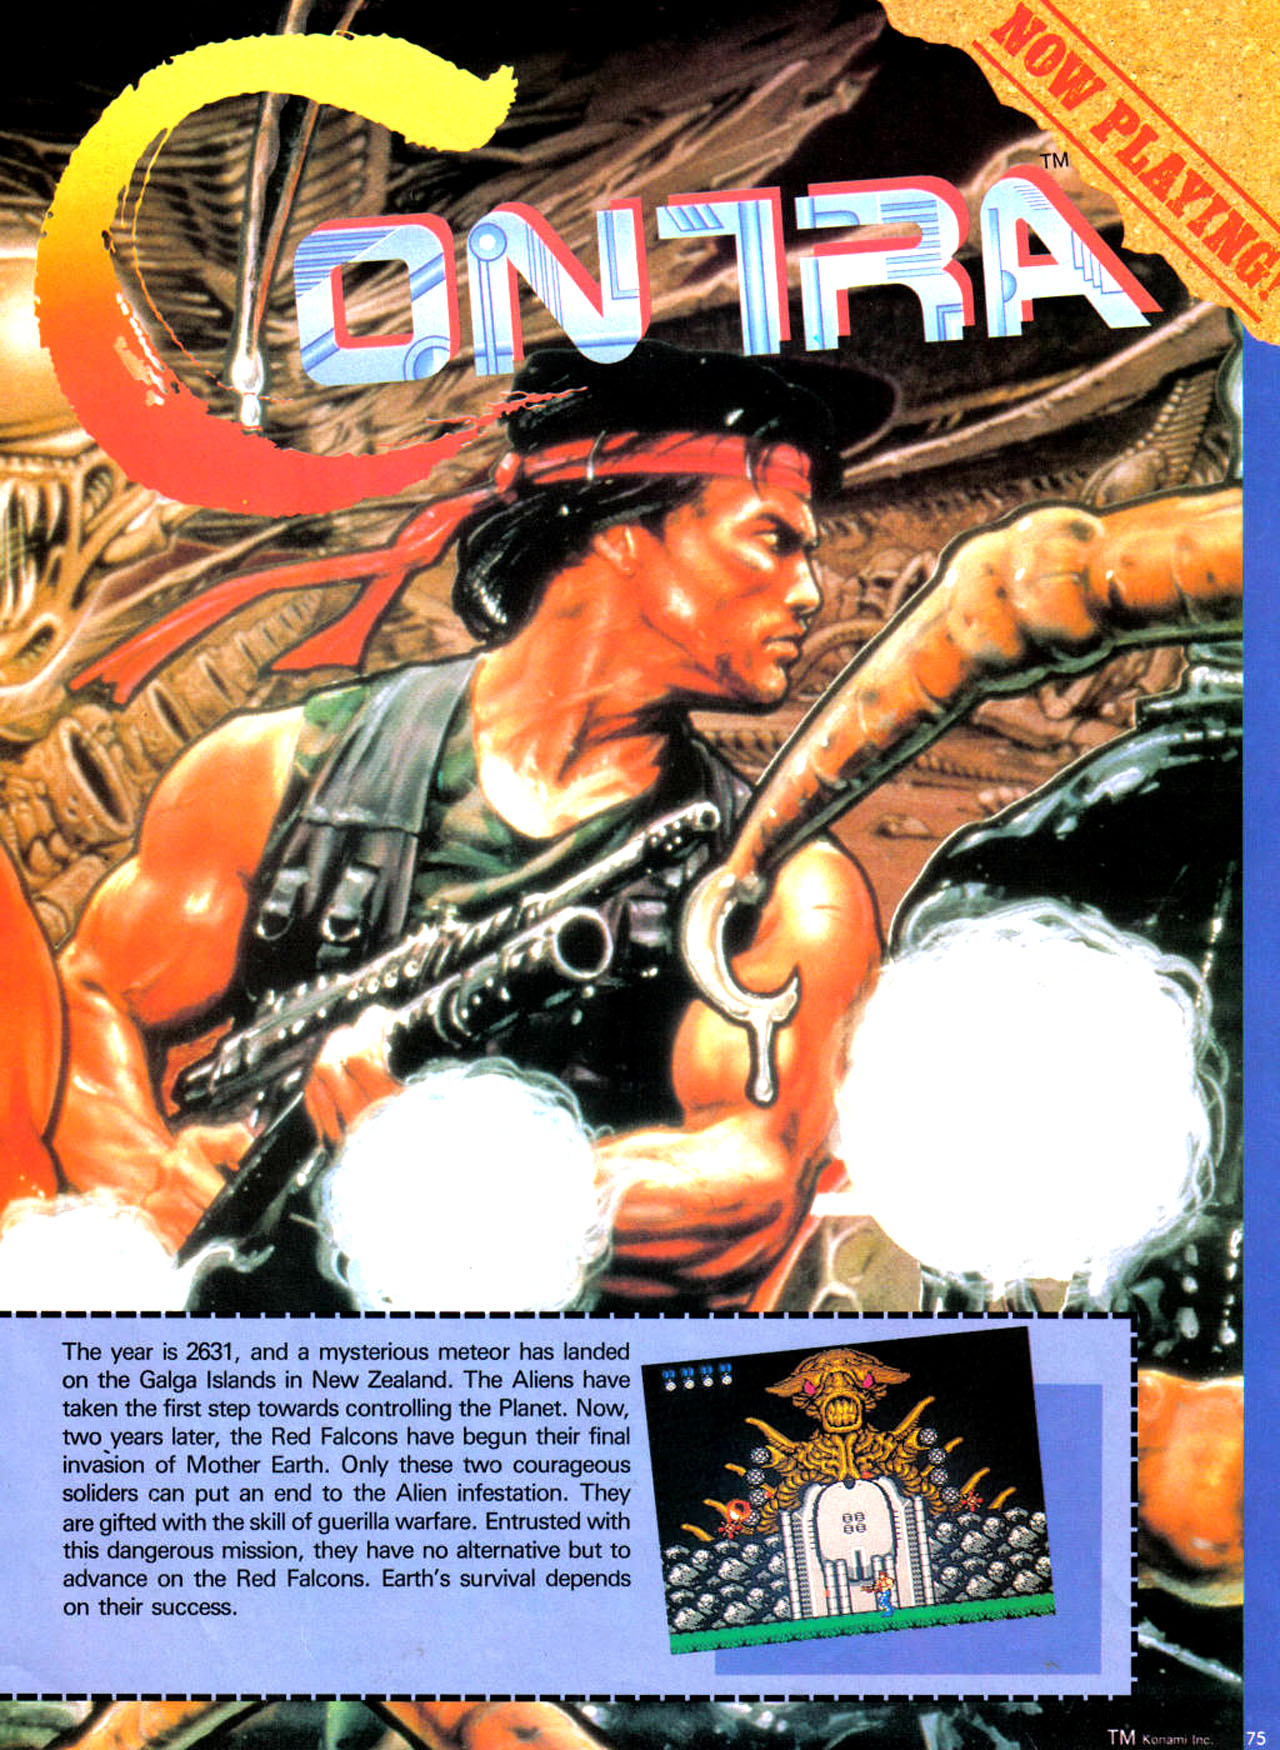 NOW PLAYING!
CONTRA™
The year is 2631, and a mysterious meteor has landed
on the Galga Islands in New Zealand. The Aliens have
taken the first step towards controlling the Planet. Now,
two years later, the Red Falcons have begun their final
invasion of Mother Earth. Only these two courageous
soliders can put an end to the Alien infestation. They
are gifted with the skill of guerilla warfare. Entrusted with
this dangerous mission, they have no alternative but to
advance on the Red Falcons. Earth's survival depends
on their success.
TM Konami Inc.
75